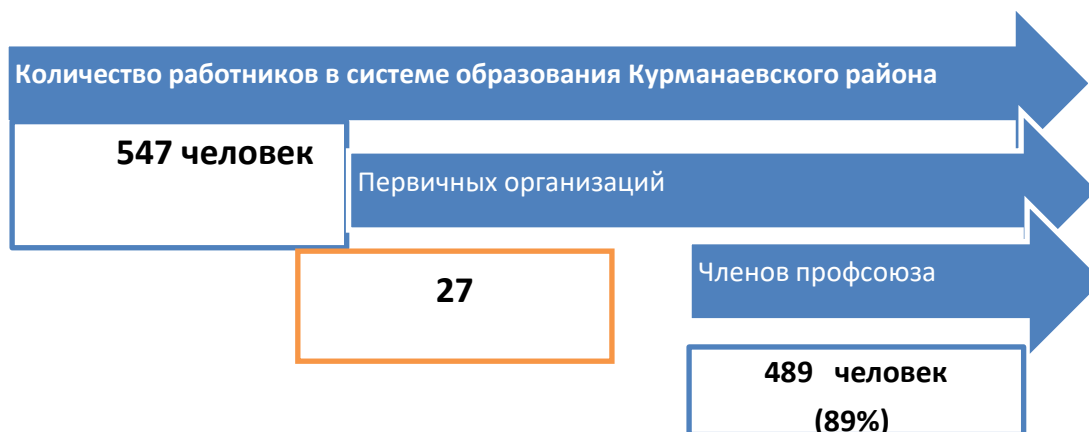 Количество работников в системе образования Курманаевского района
547 человек
Первичных организаций
27
Членов профсоюза
489 человек
(89%)